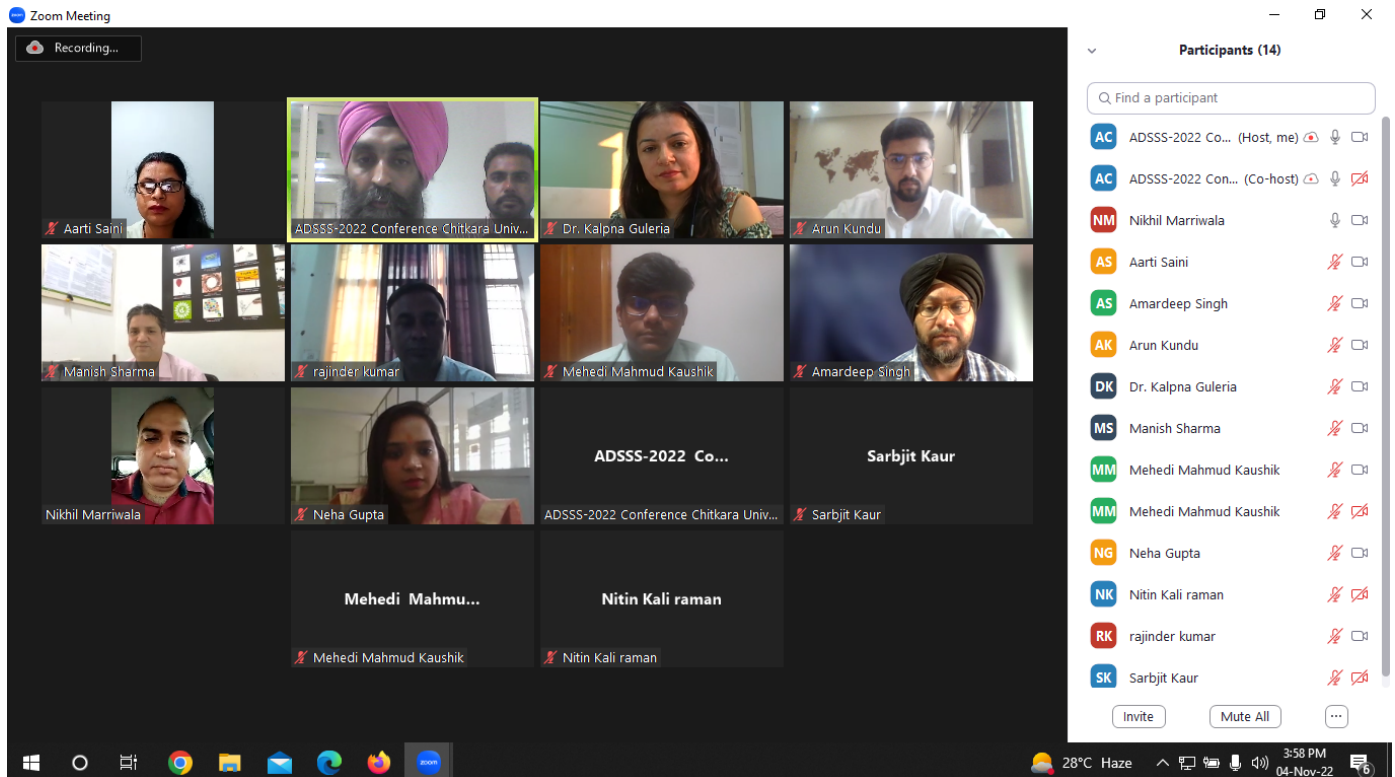 Zoom Meeting
Recording...
Aarti Saini
ADSSS-2022 Conference Chitkara Univ...
Dr. Kalpna Guleria
Arun Kundu
Manish Sharma
rajinder kumar
Mehedi Mahmud Kaushik
Amardeep Singh
Nikhil Marriwala
Neha Gupta
ADSSS-2022 Co...
ADSSS-2022 Conference Chitkara Univ...
Sarbjit Kaur
Sarbjit Kaur
Mehedi Mahmu...
Mehedi Mahmud Kaushik
Nitin Kali raman
Nitin Kali raman
Participants (14)
Find a participant
AC ADSSS-2022 Co... (Host, me)
AC ADSSS-2022 Con... (Co-host)
NM Nikhil Marriwala
AS Aarti Saini
AS Amardeep Singh
AK Arun Kundu
DK Dr. Kalpna Guleria
MS Manish Sharma
MM Mehedi Mahmud Kaushik
MM Mehedi Mahmud Kaushik
NG Neha Gupta
NK Nitin Kali raman
RK rajinder kumar
SK Sarbjit Kaur
Invite Mute All ...
zoom
28°C Haze
3:58 PM
04-Nov-22
6